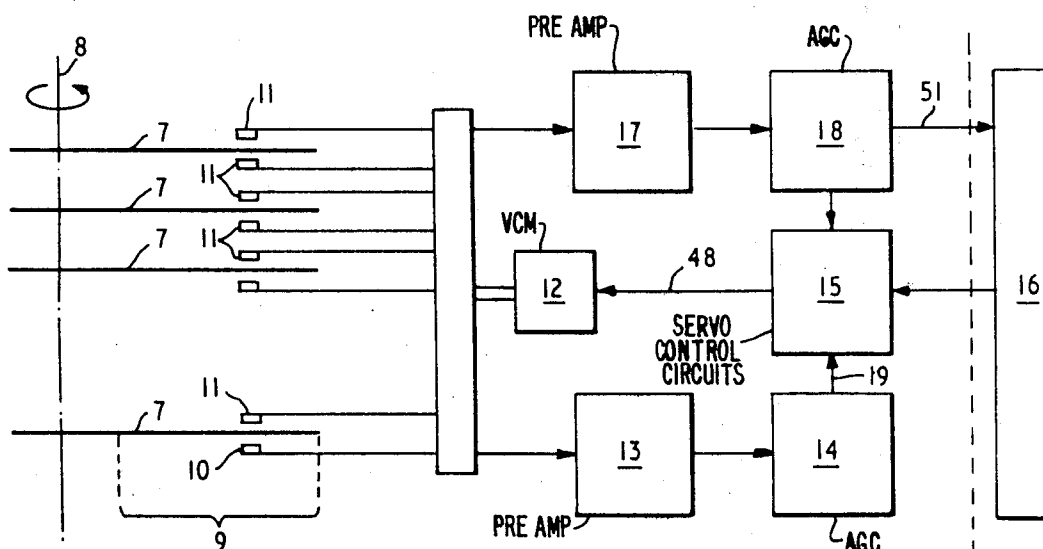 PRE AMP
AGC
8
11
51
7
17
18
11
7
VCM
48
11
7
12
15
16
SERVO
CONTROL
CIRCUITS
19
11
7
10
13
14
9
PRE AMP
AGC